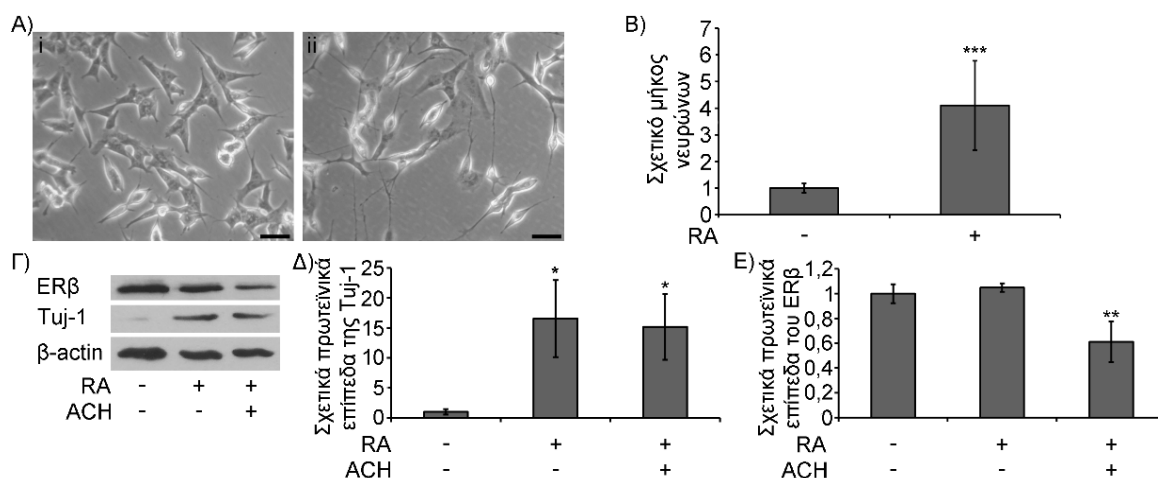 Α)
i
ii
Β)
Σχετικό μήκος
νευρώνων
7
6
5
4
3
2
1
0
***
RA
-
+
Γ)
ERβ
Tuj-1
β-actin
RA - + +
ACH - - +
Δ)
Σχετικά πρωτεϊνικά
επίπεδα της Tuj-1
25
20
15
10
5
0
*
*
RA - + +
ACH - - +
Ε)
Σχετικά πρωτεϊνικά
επίπεδα του ERβ
1,2
1
0,8
0,6
0,4
0,2
0
**
RA - + +
ACH - - +